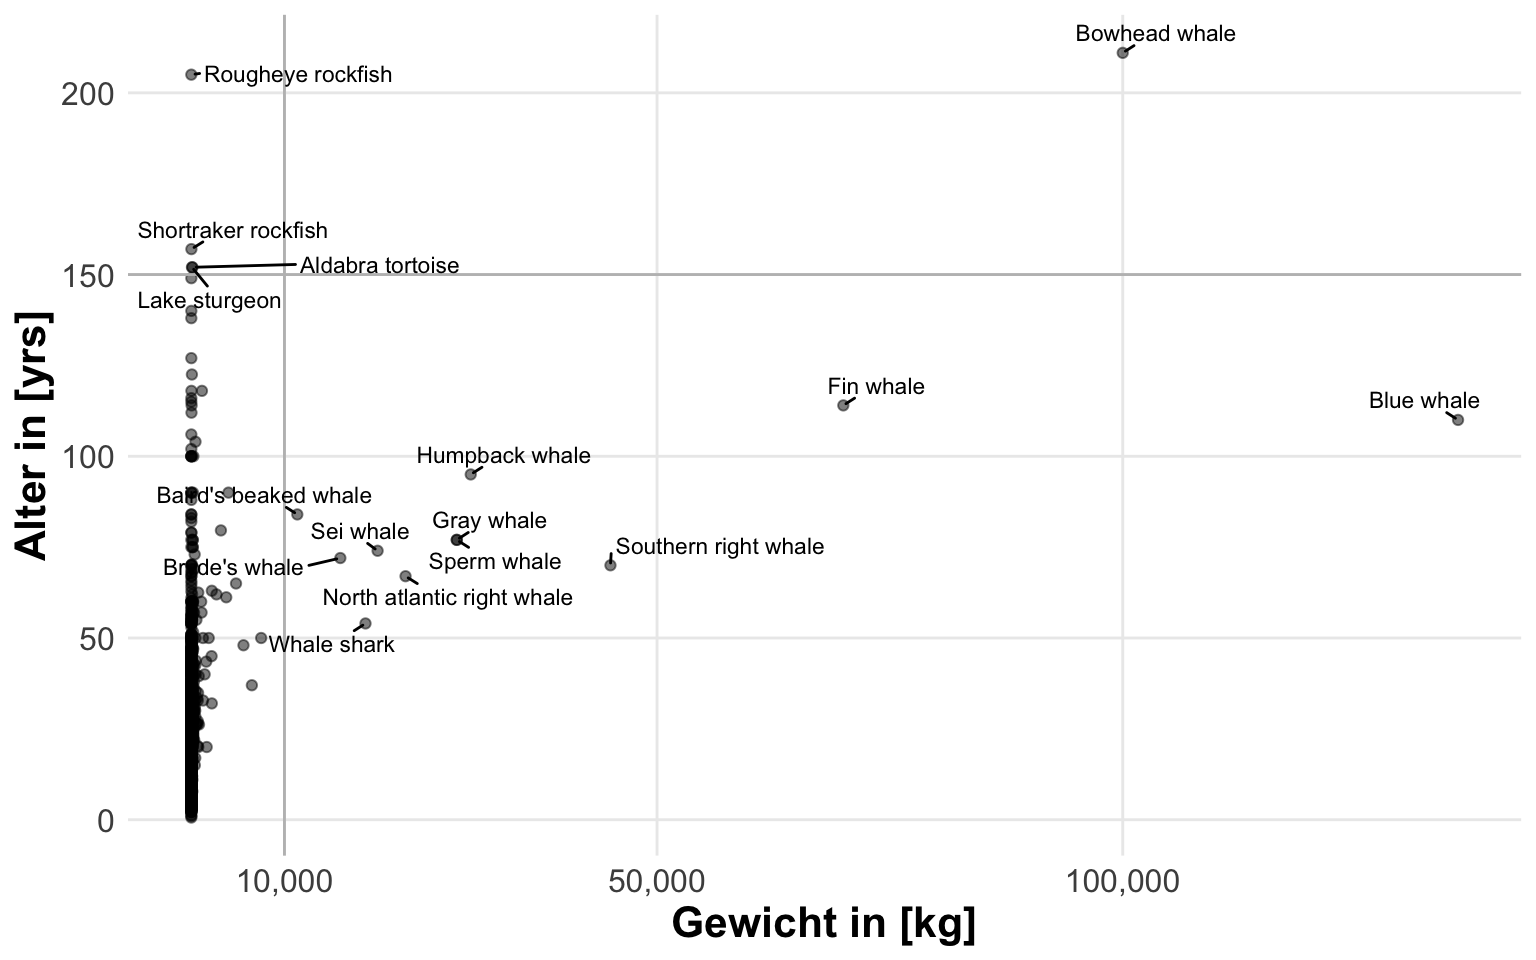 Bowhead whale
Rougheye rockfish
200
Shortraker rockfish
Aldabra tortoise
150
Lake sturgeon
Fin whale
Blue whale
Humpback whale
100
Baird's beaked whale
Gray whale
Sei whale
Southern right whale
Sperm whale
Bryde's whale
North atlantic right whale
50
Whale shark
0
Alter in [yrs]
10,000
50,000
100,000
Gewicht in [kg]